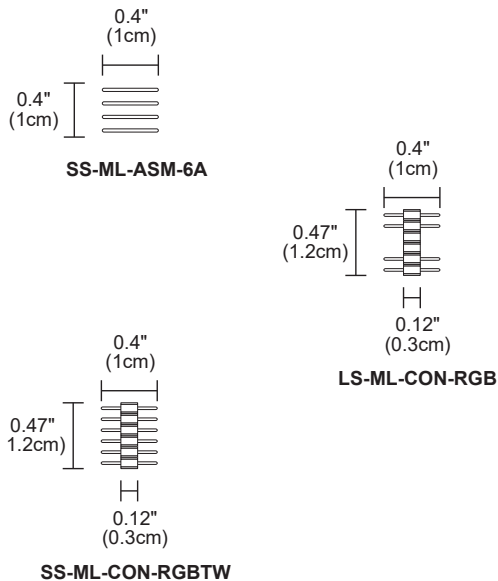 0.4"
(1cm)
0.4"
(1cm)
SS-ML-ASM-6A
0.4"
(1cm)
0.47"
(1.2cm)
0.12"
(0.3cm)
LS-ML-CON-RGB
0.4"
(1cm)
0.47"
1.2cm)
0.12"
(0.3cm)
SS-ML-CON-RGBTW